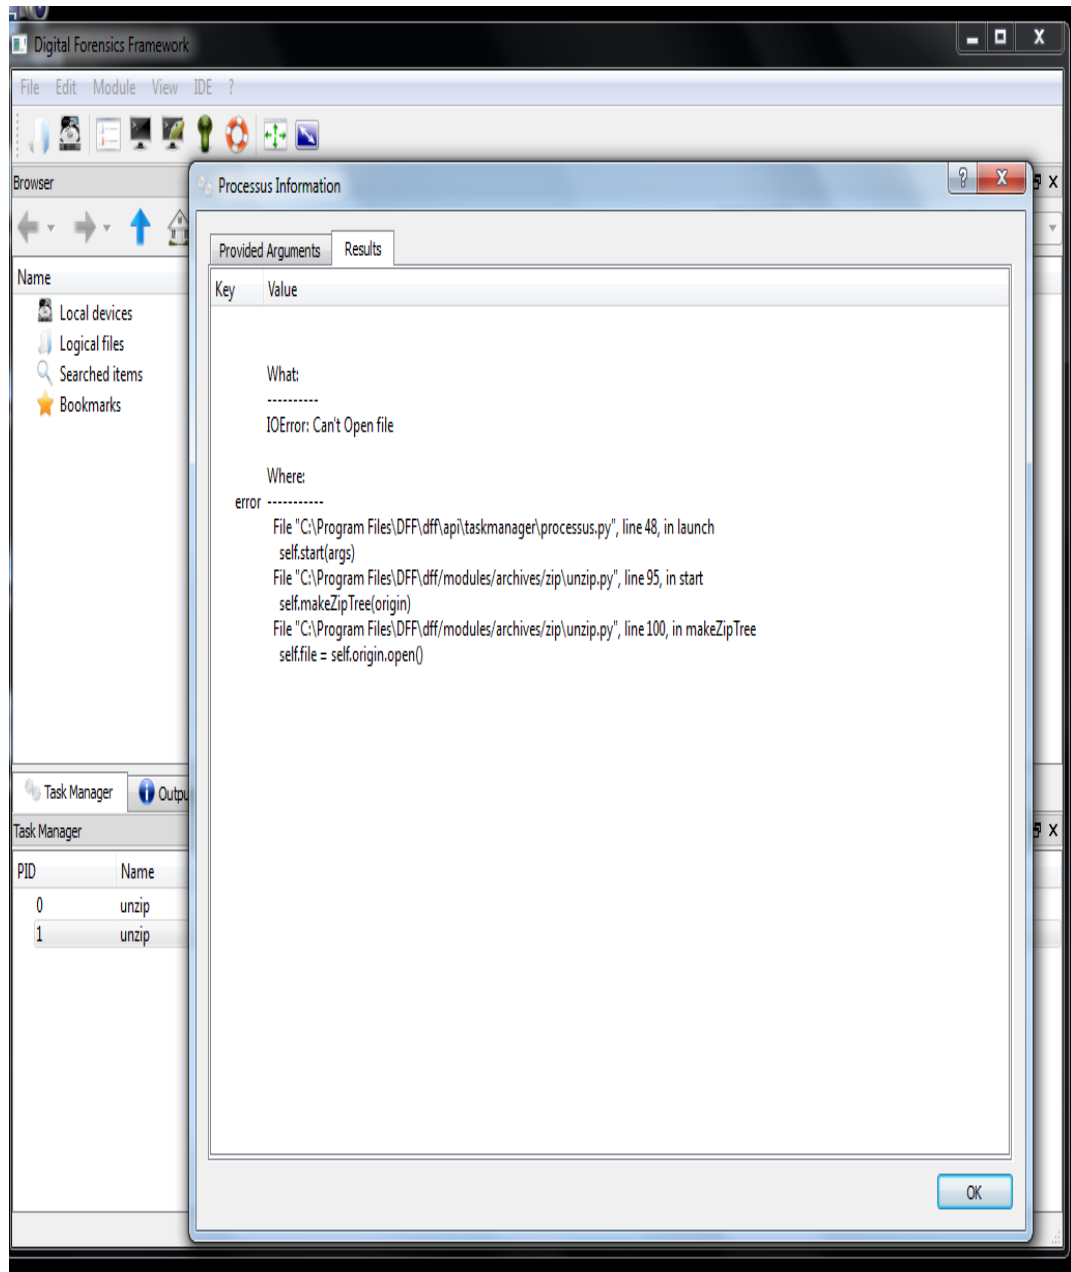 Digital Forensics Framework
File Edit Module View IDE ?
Browser
Processus Information
Provided Arguments Results
Name
Key Value
Local devices
Logical files
Searched items
Bookmarks
What:
----------
IOError: Can't Open file
Where:
error -----------
File "C:\Program Files\DFF\dff\api\taskmanager\processus.py", line 48, in launch
self.start(args)
File "C:\Program Files\DFF\dff/modules/archives/zip\unzip.py", line 95, in start
self.makeZipTree(origin)
File "C:\Program Files\DFF\dff/modules/archives/zip\unzip.py", line 100, in makeZipTree
self.file = self.origin.open()
Task Manager Outpu
Task Manager
PID Name
0 unzip
1 unzip
OK